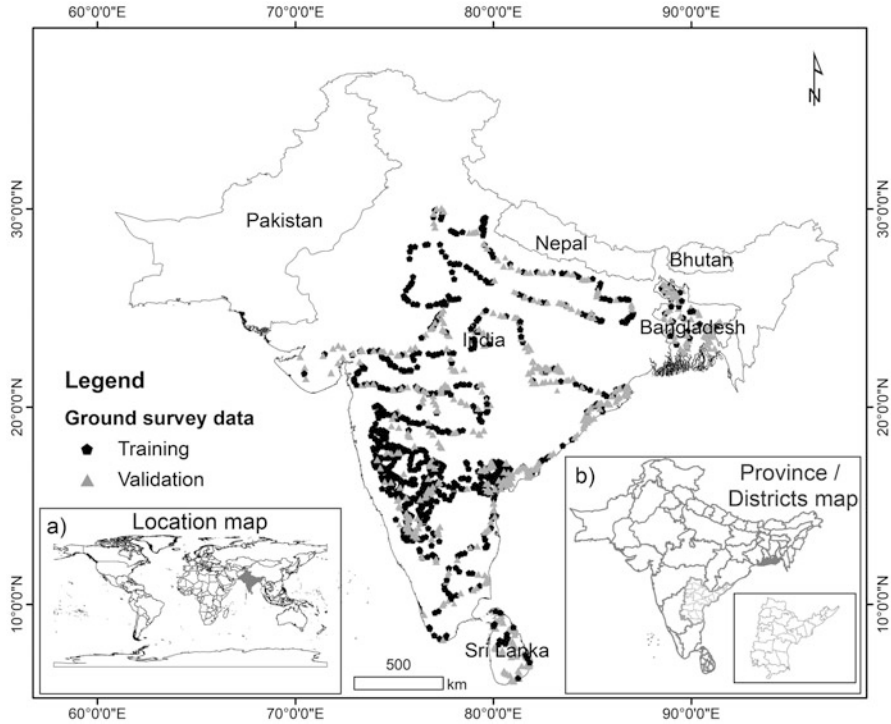 60°0'0"E 70°0'0"E 80°0'0"E 90°0'0"E
N
30°0'0"N
30°0'0"N
Pakistan
Nepal
Bhutan
Bangladesh
India
20°0'0"N
20°0'0"N
Legend
Ground survey data
Training
Validation
a) Location map
b) Province /
Districts map
10°0'0"N
10°0'0"N
Sri Lanka
500
km
60°0'0"E 70°0'0"E 80°0'0"E 90°0'0"E